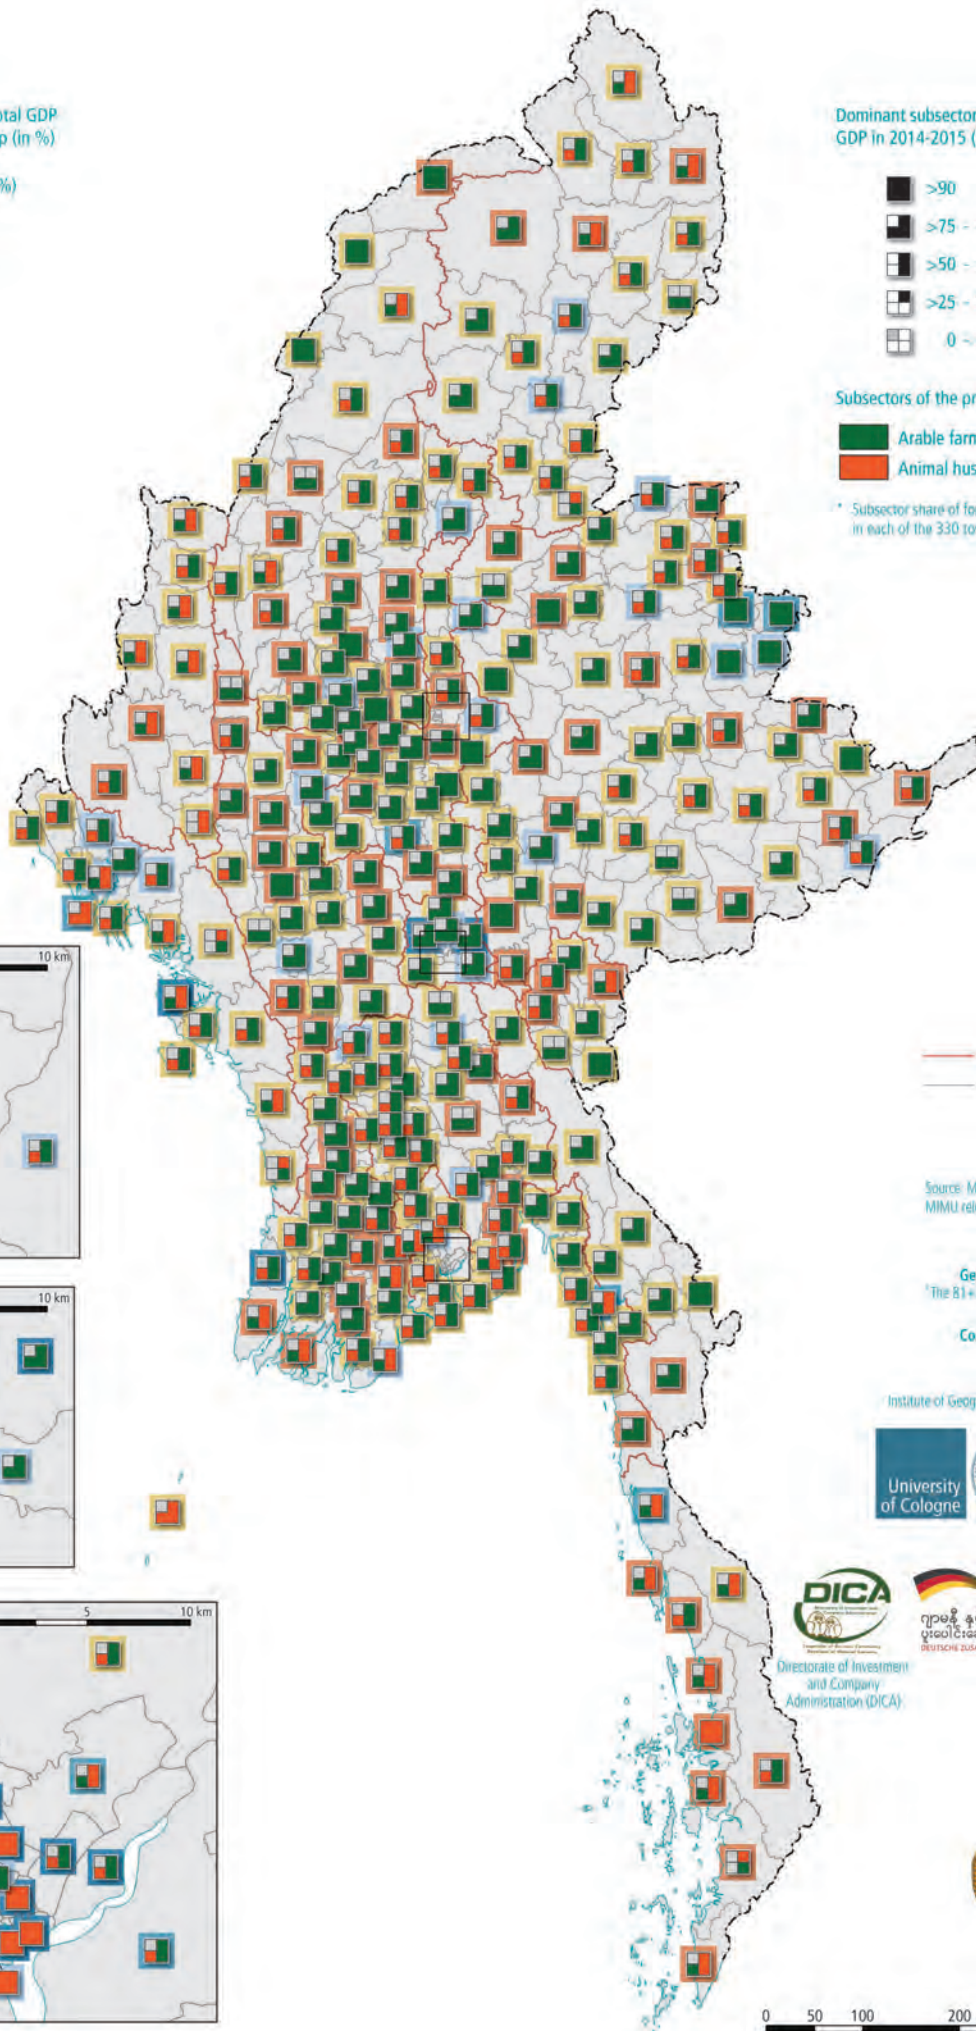 otal GDP
p (in %)
%)
Dominant subsector
GDP in 2014-2015 (
>90
>75 -
>50 -
>25 -
0 -
Subsectors of the pr
Arable farm
Animal hus
* Subsector share of fo
in each of the 330 to
10 km
10 km
5 10 km
Source: M
MIMU rel
Ge
The B1+
Co
Institute of Geog
University
of Cologne
DICA
DEUTSCHE ZUS
Directorate of Investment
and Company
Administration (DICA)
0 50 100 200